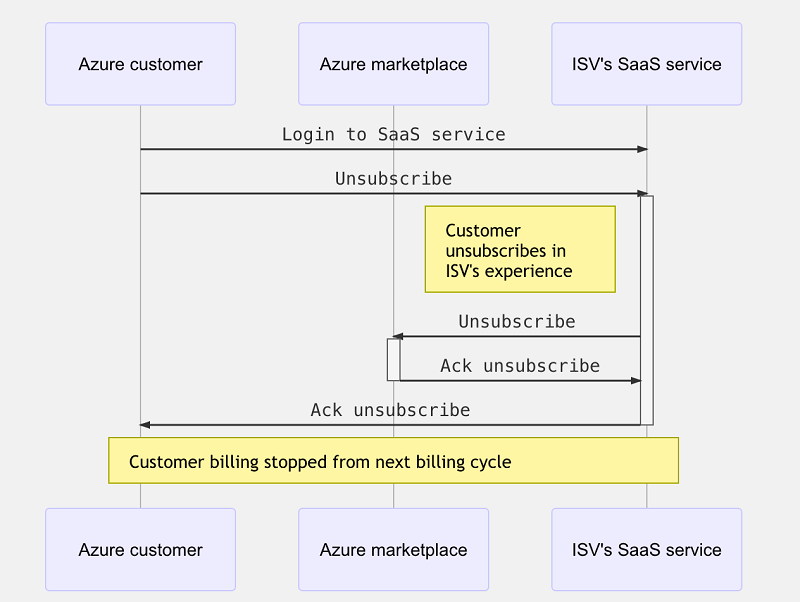 Azure customer
Azure marketplace
ISV's SaaS service
Login to SaaS service
Unsubscribe
Customer
unsubscribes in
ISV's experience
Unsubscribe
Ack unsubscribe
Ack unsubscribe
Customer billing stopped from next billing cycle
Azure customer
Azure marketplace
ISV's SaaS service